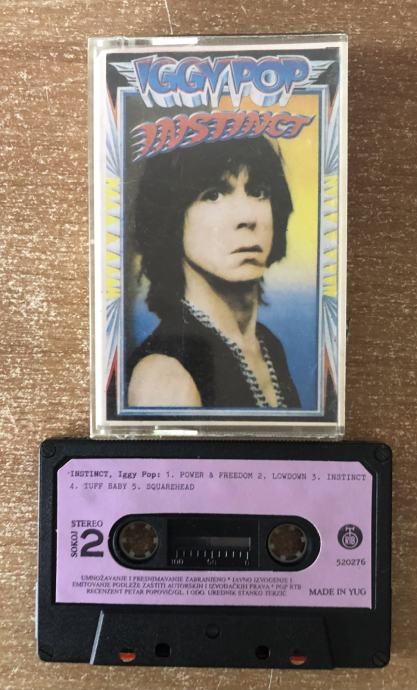 IGGY POP
INSTINCT
·INSTINCT, Iggy Pop: 1. POWER & FREEDOM 2. LOWDOWN 3. INSTINCT
4. TUFF BABY 5. SQUAREHEAD
STEREO
SOKOJ
2
RTB
100 50 0
520276
UMNOŽAVANJE I PRESNIMAVANJE ZABRANJENO * JAVNO IZVOĐENJE I
EMITOVANJE PODLEŽE ZAŠTITI AUTORSKIH I IZVOĐAČKIH PRAVA * PGP RTB
RECENZENT PETAR POPOVIĆ/GL. I ODG. UREDNIK STANKO TERZIĆ
MADE IN YUG